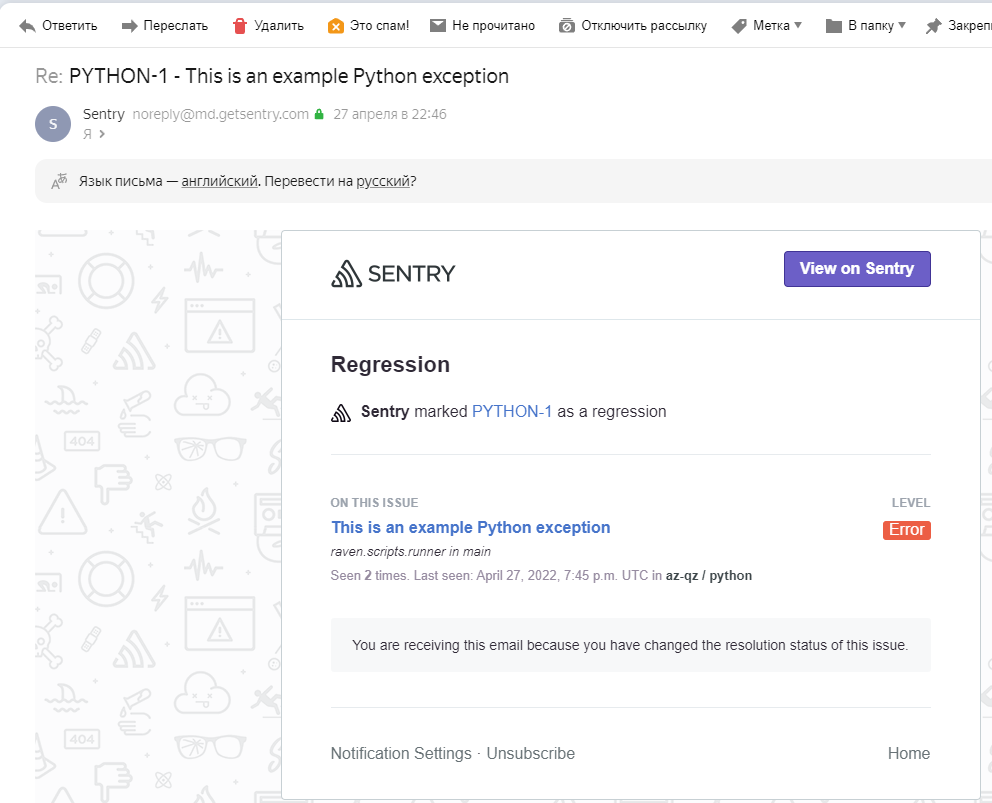 Ответить Переслать Удалить Это спам! Не прочитано Отключить рассылку Метка В папку Закреп
Re: PYTHON-1 - This is an example Python exception
S Sentry noreply@md.getsentry.com 27 апреля в 22:46
Я
Язык письма — английский. Перевести на русский?
SENTRY View on Sentry
Regression
Sentry marked PYTHON-1 as a regression
404
ON THIS ISSUE LEVEL
This is an example Python exception Error
raven.scripts.runner in main
Seen 2 times. Last seen: April 27, 2022, 7:45 p.m. UTC in az-qz / python
You are receiving this email because you have changed the resolution status of this issue.
404
Notification Settings · Unsubscribe Home